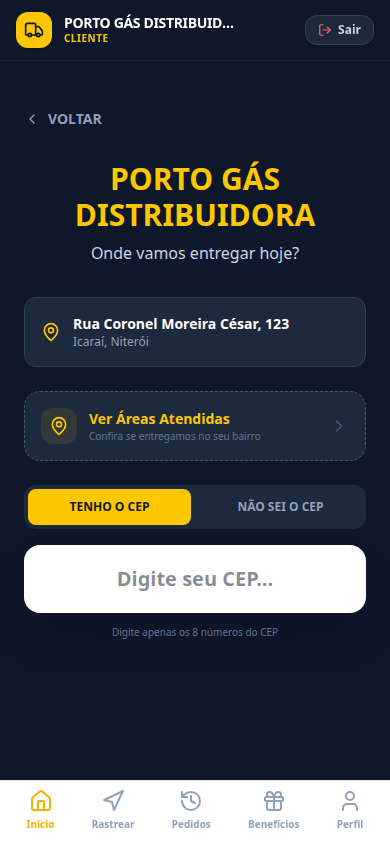 PORTO GÁS DISTRIBUID...
CLIENTE
Sair
VOLTAR
PORTO GÁS
DISTRIBUIDORA
Onde vamos entregar hoje?
Rua Coronel Moreira César, 123
Icaraí, Niterói
Ver Áreas Atendidas
Confira se entregamos no seu bairro
TENHO O CEP
NÃO SEI O CEP
Digite seu CEP...
Digite apenas os 8 números do CEP
Início
Rastrear
Pedidos
Benefícios
Perfil